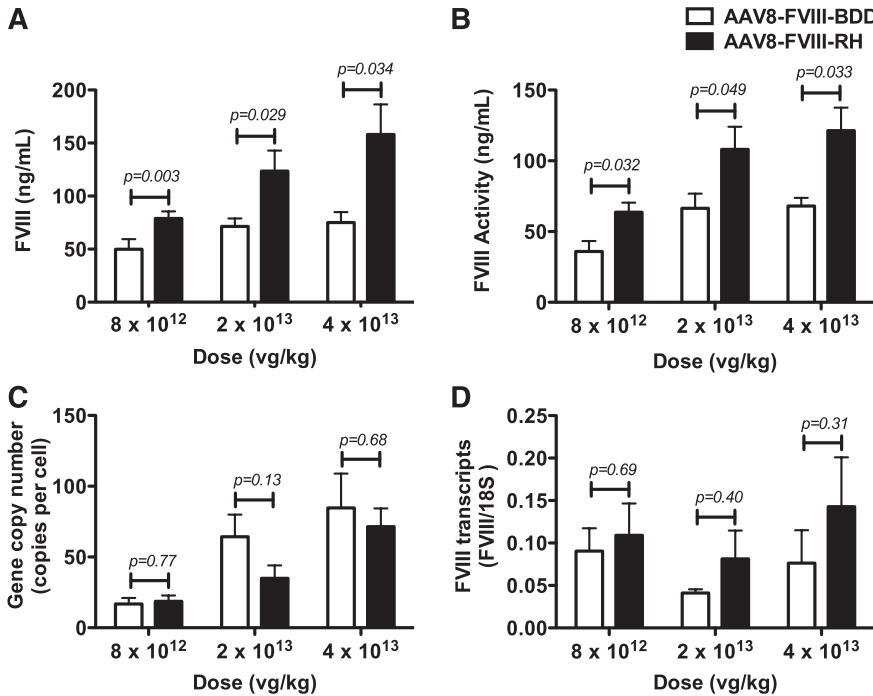 A
B
AAV8-FVIII-BDD
AAV8-FVIII-RH
FVIII (ng/mL)
200
150
100
50
0
p=0.003
p=0.029
p=0.034
8 x 10¹²
2 x 10¹³
4 x 10¹³
Dose (vg/kg)
FVIII Activity (ng/mL)
150
100
50
0
p=0.032
p=0.049
p=0.033
8 x 10¹²
2 x 10¹³
4 x 10¹³
Dose (vg/kg)
C
Gene copy number
(copies per cell)
150
100
50
0
p=0.77
p=0.13
p=0.68
8 x 10¹²
2 x 10¹³
4 x 10¹³
Dose (vg/kg)
D
FVIII transcripts
(FVIII/18S )
0.25
0.20
0.15
0.10
0.05
0.00
p=0.69
p=0.40
p=0.31
8 x 10¹²
2 x 10¹³
4 x 10¹³
Dose (vg/kg)